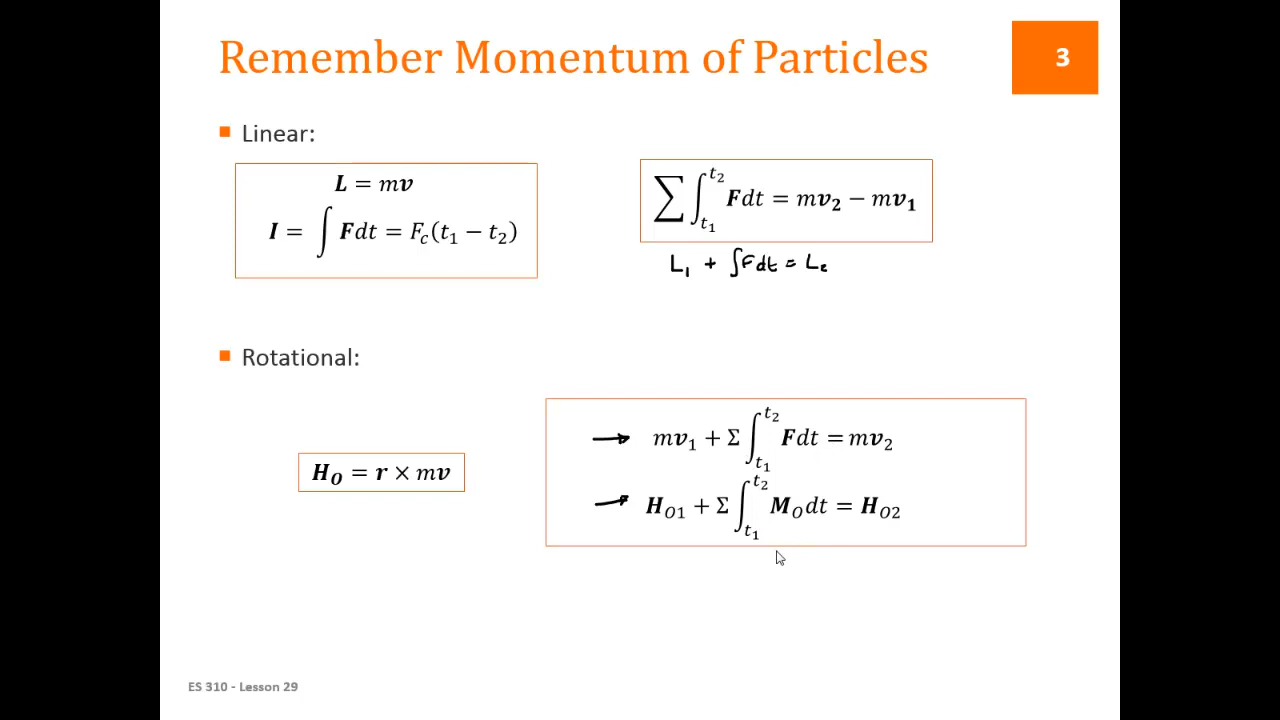 Remember Momentum of Particles
3
Linear:
L = mv
I = ∫ Fdt = F_c(t_1 − t_2)
∑ ∫_{t_1}^{t_2} Fdt = mv_2 − mv_1
L_1 + ∫Fdt = L_2
Rotational:
H_O = r × mv
→ mv_1 + Σ ∫_{t_1}^{t_2} Fdt = mv_2
→ H_{O1} + Σ ∫_{t_1}^{t_2} M_O dt = H_{O2}
ES 310 - Lesson 29